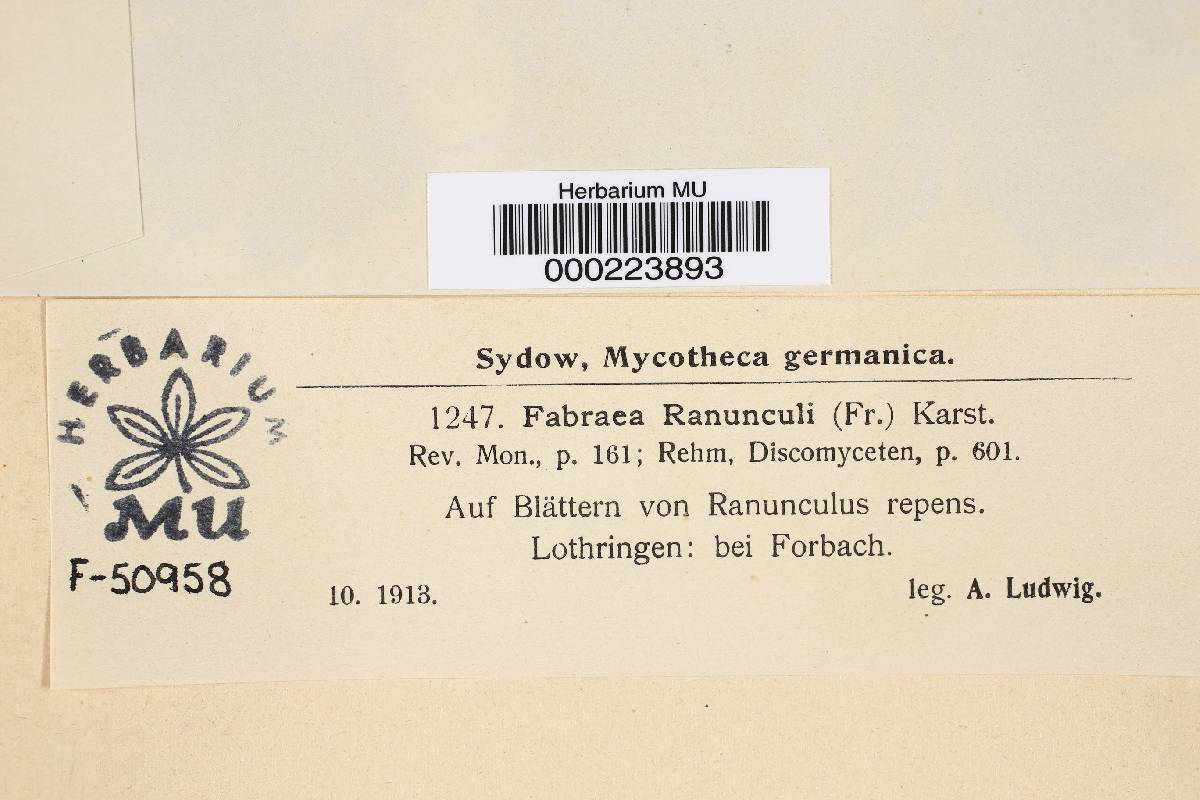 Herbarium MU
000223893
HERBARIUM
MU
F-50958
Sydow, Mycotheca germanica.
1247. Fabraea Ranunculi (Fr.) Karst.
Rev. Mon., p. 161; Rehm, Discomyceten, p. 601.
Auf Blättern von Ranunculus repens.
Lothringen: bei Forbach.
10. 1913. leg. A. Ludwig.